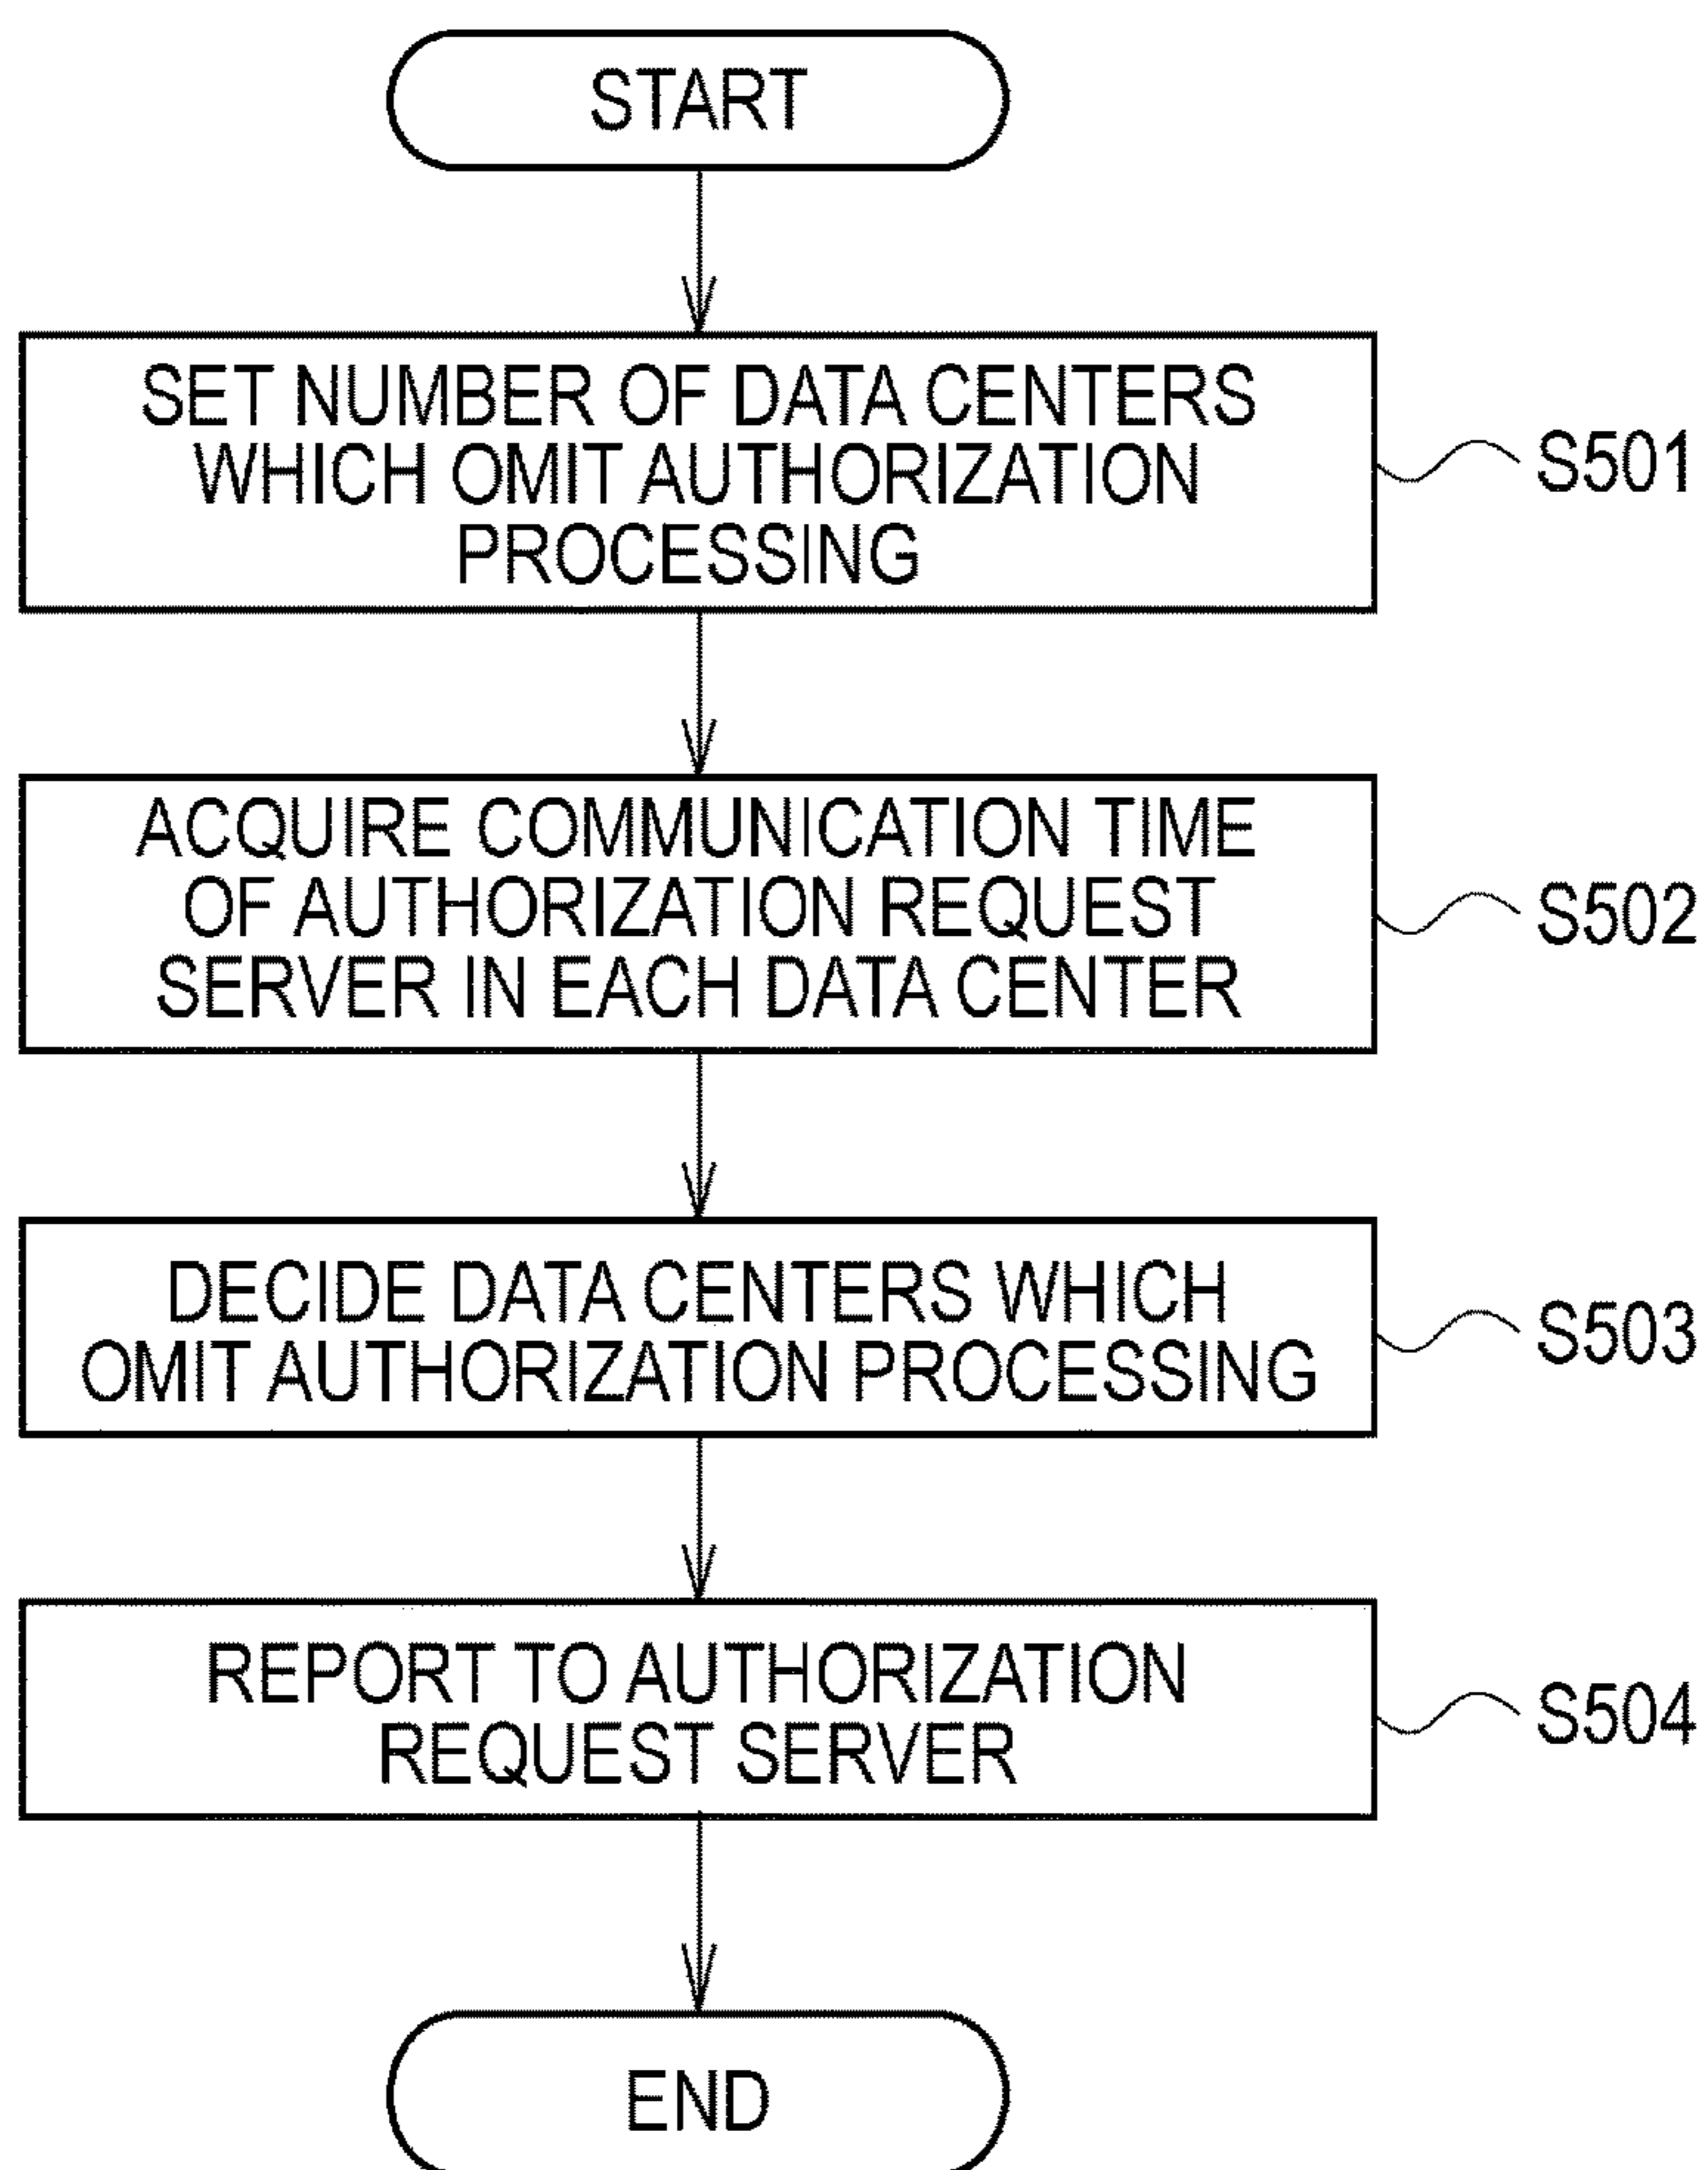 START
SET NUMBER OF DATA CENTERS
WHICH OMIT AUTHORIZATION
PROCESSING
S501
ACQUIRE COMMUNICATION TIME
OF AUTHORIZATION REQUEST
SERVER IN EACH DATA CENTER
S502
DECIDE DATA CENTERS WHICH
OMIT AUTHORIZATION PROCESSING
S503
REPORT TO AUTHORIZATION
REQUEST SERVER
S504
END